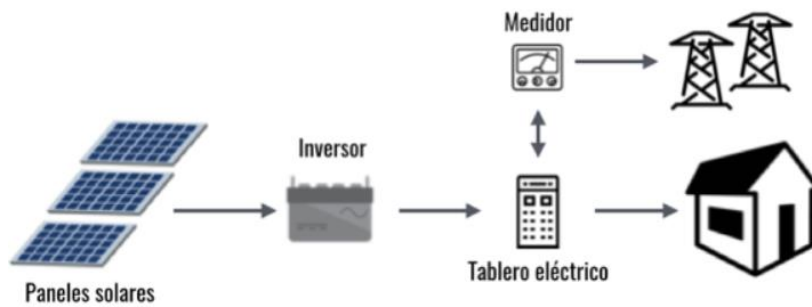 Medidor
Inversor
Tablero eléctrico
Paneles solares